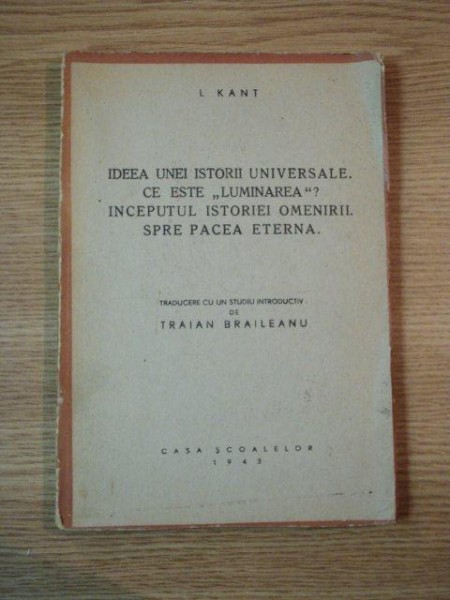 I. KANT
IDEEA UNEI ISTORII UNIVERSALE.
CE ESTE „LUMINAREA“?
INCEPUTUL ISTORIEI OMENIRII.
SPRE PACEA ETERNA.
TRADUCERE CU UN STUDIU INTRODUCTIV
DE
TRAIAN BRAILEANU
CASA ȘCOALELOR
1943